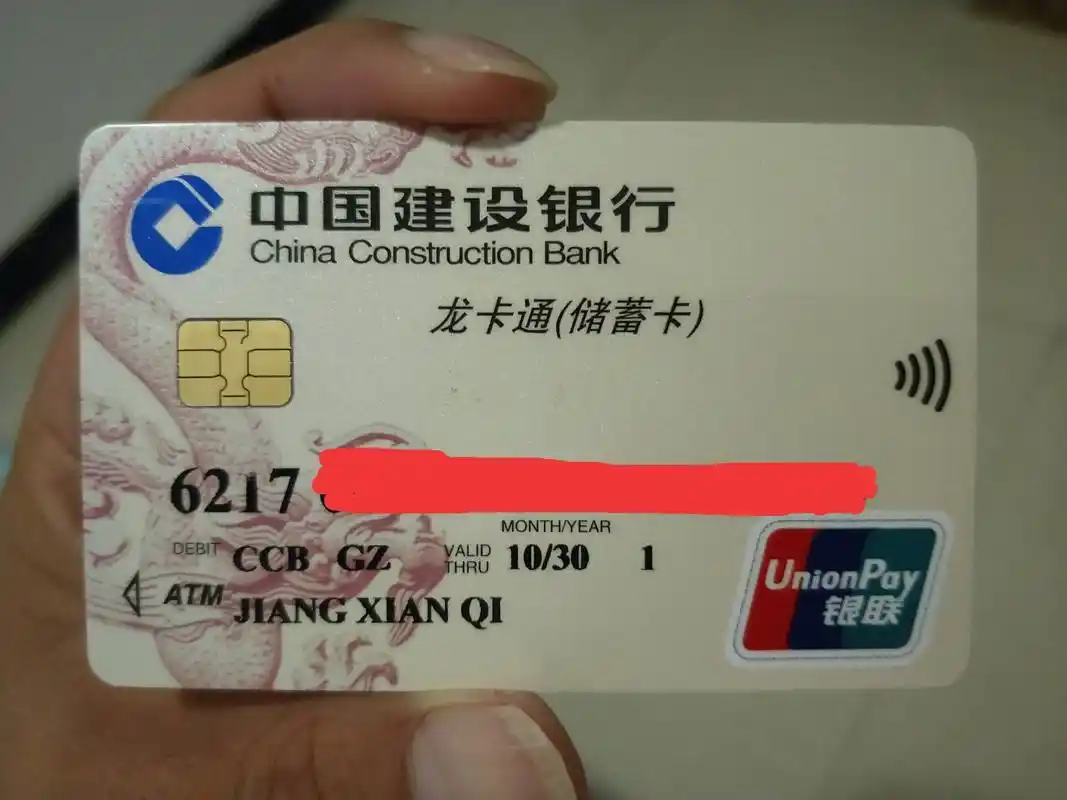 中国建设银行
China Construction Bank
龙卡通(储蓄卡)
6217
MONTH/YEAR
DEBIT CCB GZ VALID THRU 10/30 1
ATM JIANG XIAN QI
UnionPay
银联